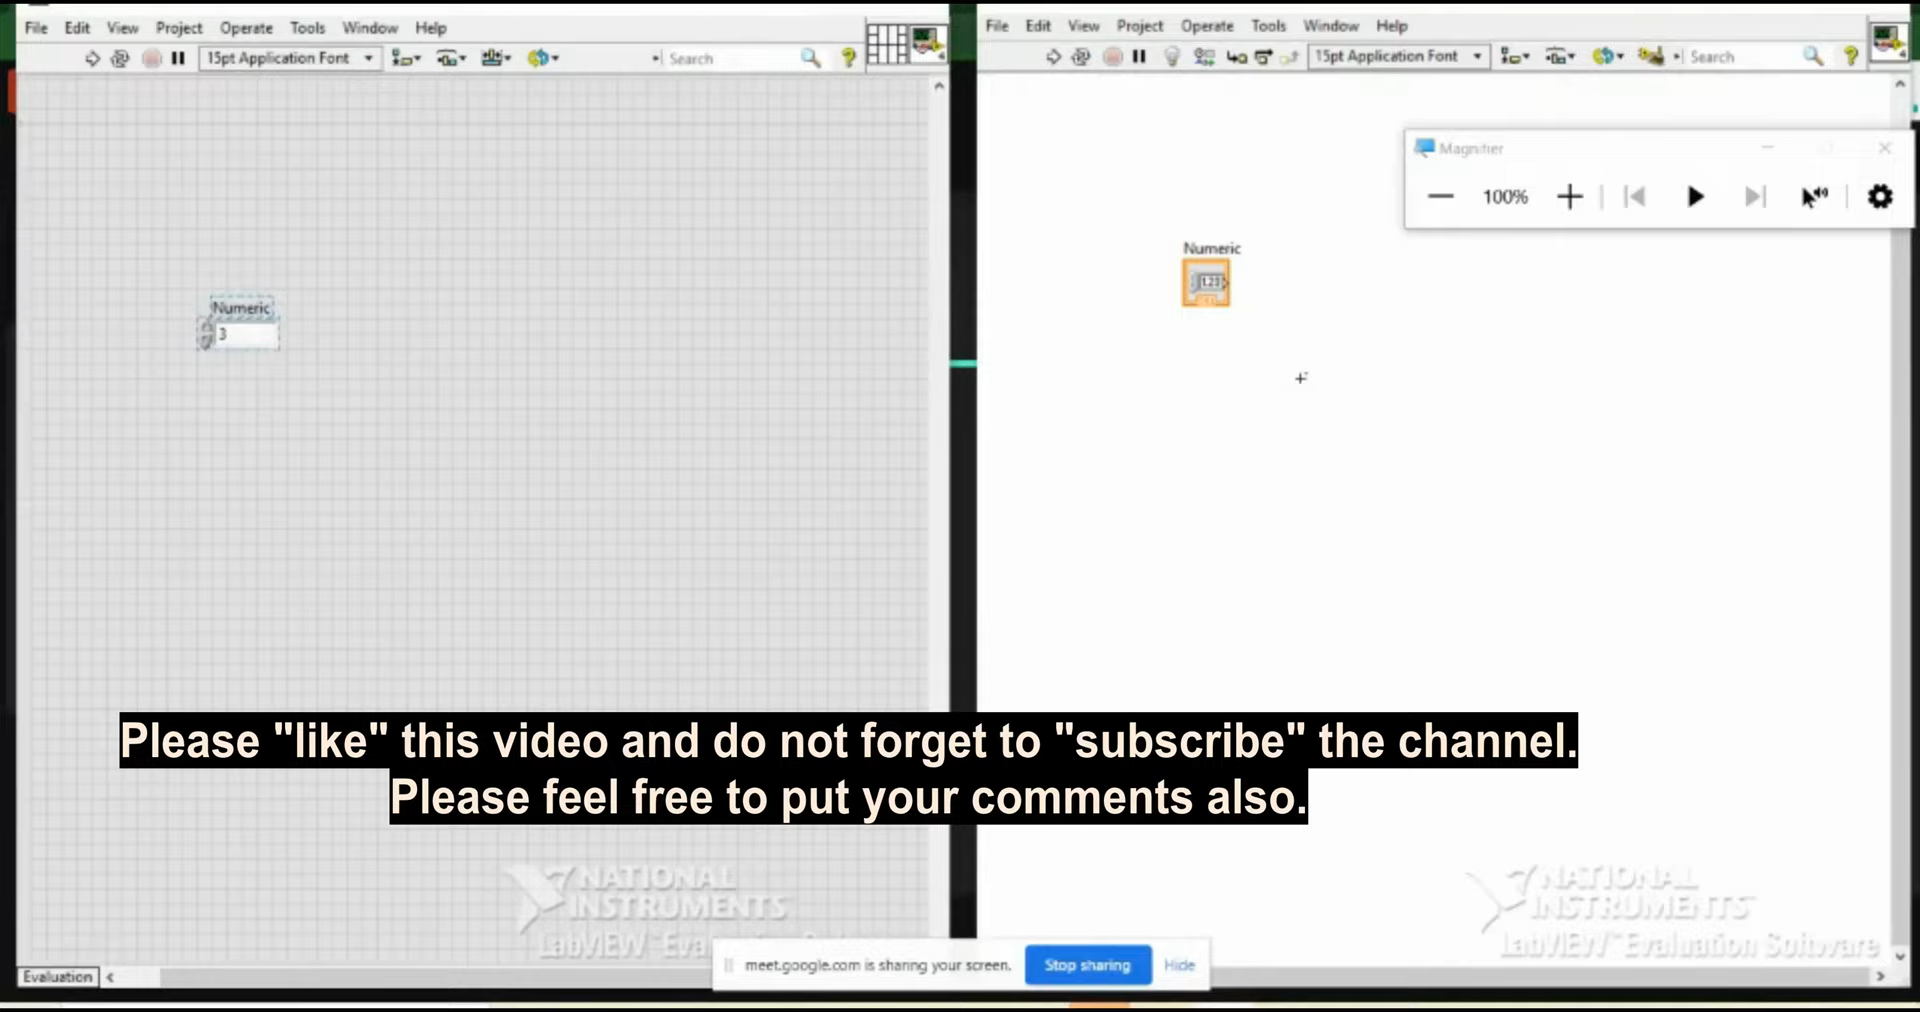 File Edit View Project Operate Tools Window Help
15pt Application Font
Search
Numeric
3
NATIONAL
INSTRUMENTS
Evaluation
File Edit View Project Operate Tools Window Help
15pt Application Font
Search
Magnifier
100%
Numeric
NATIONAL
INSTRUMENTS
LabVIEW™ Evaluation Software
Please "like" this video and do not forget to "subscribe" the channel.
Please feel free to put your comments also.
meet.google.com is sharing your screen. Stop sharing Hide